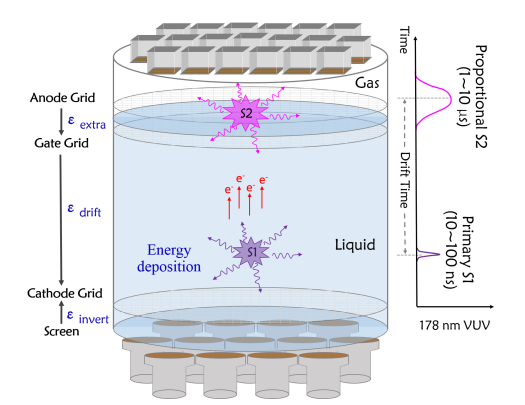 Anode Grid
ε extra
Gate Grid
ε drift
Cathode Grid
ε invert
Screen
Gas
S2
e- e- e- e-
S1
Energy
deposition
Liquid
Time
Proportional S2
(1~10 μs)
Drift Time
Primary S1
(10~100 ns)
178 nm VUV